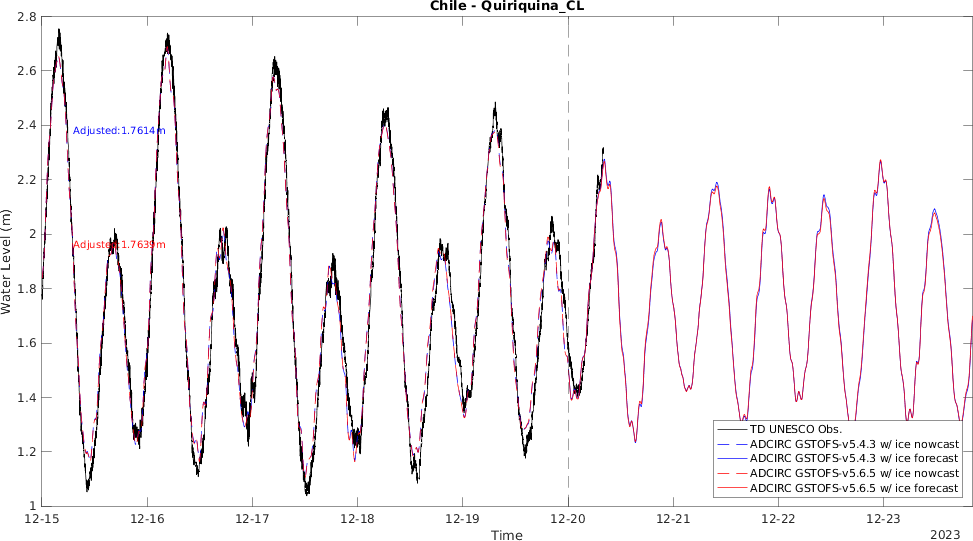 Chile - Quiriquina_CL
Water Level (m)
2.8
2.6
2.4
2.2
2
1.8
1.6
1.4
1.2
1
Adjusted:1.7614m
Adjusted:1.7639m
TD UNESCO Obs.
ADCIRC GSTOFS-v5.4.3 w/ ice nowcast
ADCIRC GSTOFS-v5.4.3 w/ ice forecast
ADCIRC GSTOFS-v5.6.5 w/ ice nowcast
ADCIRC GSTOFS-v5.6.5 w/ ice forecast
12-15 12-16 12-17 12-18 12-19 12-20 12-21 12-22 12-23
Time
2023